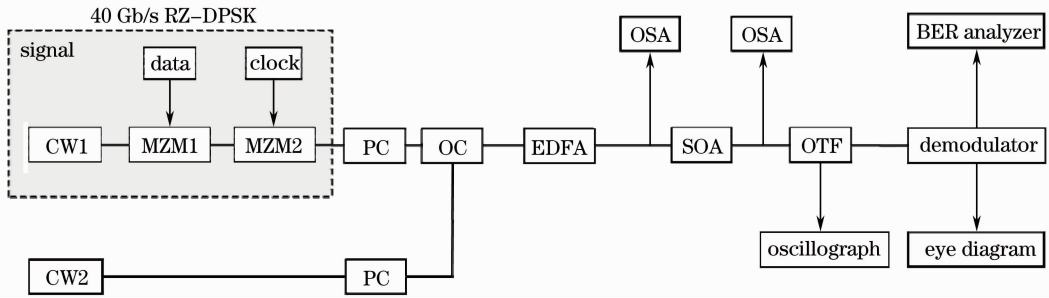 40 Gb/s RZ-DPSK
signal
data
clock
OSA
OSA
BER analyzer
CW1
MZM1
MZM2
PC
OC
EDFA
SOA
OTF
demodulator
oscillograph
eye diagram
CW2
PC